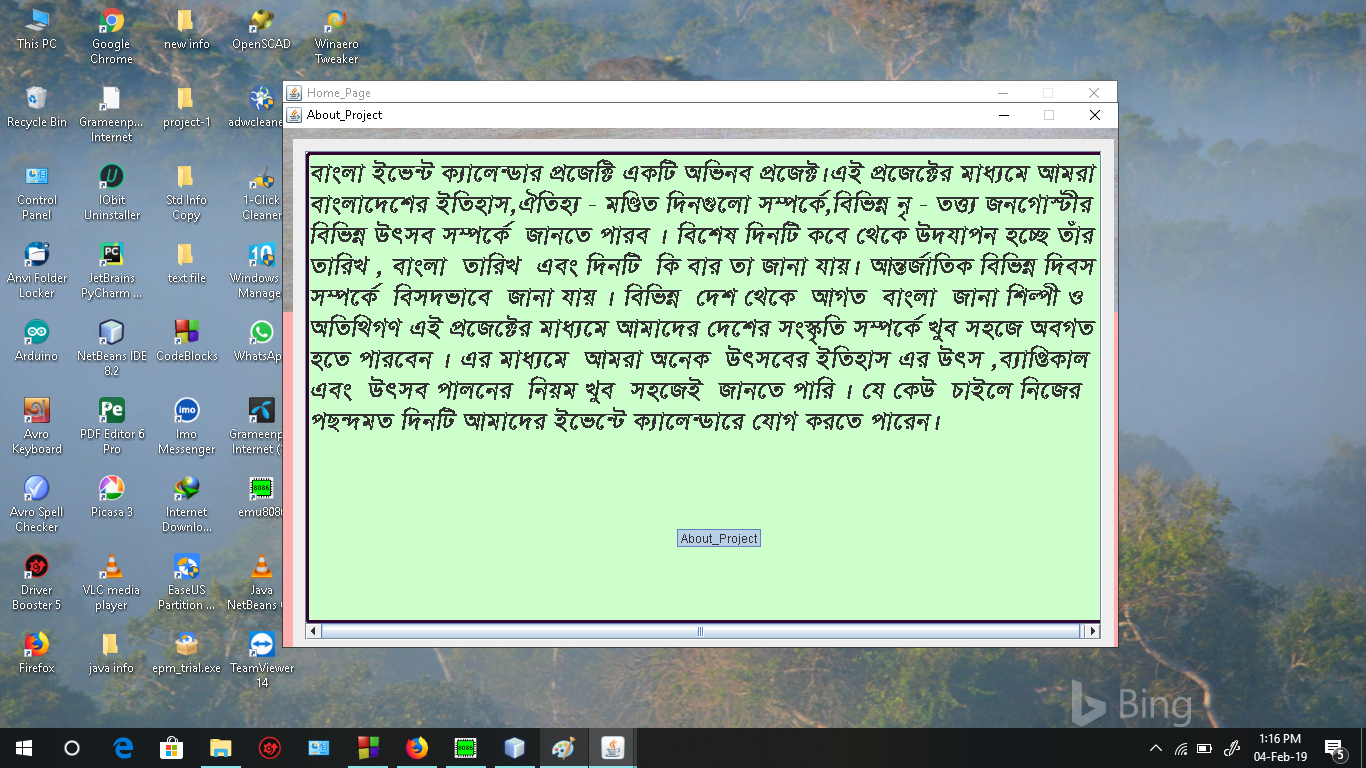 This PC
Google Chrome
new info
OpenSCAD
Winaero Tweaker
Recycle Bin
Grameenp... Internet
project-1
adwcleane
Control Panel
IObit Uninstaller
Std Info Copy
1-Click Cleaner
Anvi Folder Locker
JetBrains PyCharm ...
text file
Windows Manage
Arduino
NetBeans IDE 8.2
CodeBlocks
WhatsAp
Avro Keyboard
PDF Editor 6 Pro
Imo Messenger
Grameenp Internet (
Avro Spell Checker
Picasa 3
Internet Downlo...
emu808
Driver Booster 5
VLC media player
EaseUS Partition ...
Java NetBeans
Firefox
java info
epm_trial.exe
TeamViewer 14
Home_Page
About_Project
বাংলা ইভেন্ট ক্যালেন্ডার প্রজেক্টি একটি অভিনব প্রজেক্ট।এই প্রজেক্টের মাধ্যমে আমরা
বাংলাদেশের ইতিহাস,ঐতিহ্য - মণ্ডিত দিনগুলো সম্পর্কে,বিভিন্ন নৃ - তত্ত্য জনগোস্টীর
বিভিন্ন উৎসব সম্পর্কে জানতে পারব । বিশেষ দিনটি কবে থেকে উদযাপন হচ্ছে তাঁর
তারিখ , বাংলা তারিখ এবং দিনটি কি বার তা জানা যায়। আন্তর্জাতিক বিভিন্ন দিবস
সম্পর্কে বিসদভাবে জানা যায় । বিভিন্ন দেশ থেকে আগত বাংলা জানা শিল্পী ও
অতিথিগণ এই প্রজেক্টের মাধ্যমে আমাদের দেশের সংস্কৃতি সম্পর্কে খুব সহজে অবগত
হতে পারবেন । এর মাধ্যমে আমরা অনেক উৎসবের ইতিহাস এর উৎস ,ব্যাপ্তিকাল
এবং উৎসব পালনের নিয়ম খুব সহজেই জানতে পারি । যে কেউ চাইলে নিজের
পছন্দমত দিনটি আমাদের ইভেন্টে ক্যালেন্ডারে যোগ করতে পারেন।
About_Project
Bing
1:16 PM
04-Feb-19
5